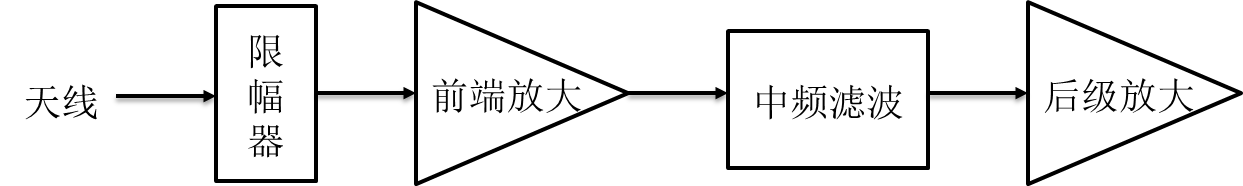 天线
限幅器
前端放大
中频滤波
后级放大